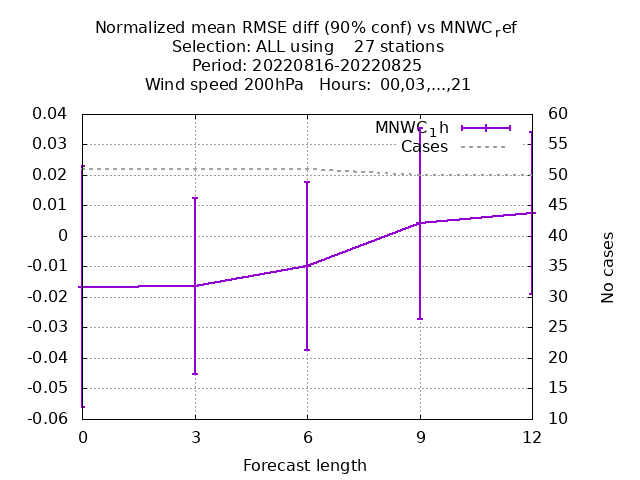 Normalized mean RMSE diff (90% conf) vs MNWC_ref
Selection: ALL using 27 stations
Period: 20220816-20220825
Wind speed 200hPa Hours: 00,03,...,21
MNWC_1h
Cases
0.04
0.03
0.02
0.01
0
-0.01
-0.02
-0.03
-0.04
-0.05
-0.06
60
55
50
45
40
35
30
25
20
15
10
No cases
0 3 6 9 12
Forecast length